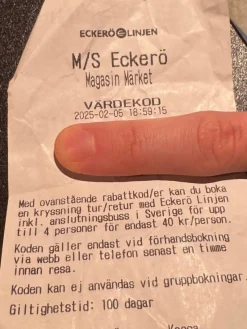 ECKERÖ LINJEN
M/S Eckerö
Magasin Märket
VÄRDEKOD
2025-02-05 18:59:15
Med ovanstående rabattkod/er kan du boka
en kryssning tur/retur med Eckerö Linjen
inkl. anslutningsbuss i Sverige för upp
till 4 personer för endast 40 kr/person.
Koden gäller endast vid förhandsbokning
via webb eller telefon senast en timme
innan resa.
Koden kan ej användas vid gruppbokningar.
Giltighetstid: 100 dagar